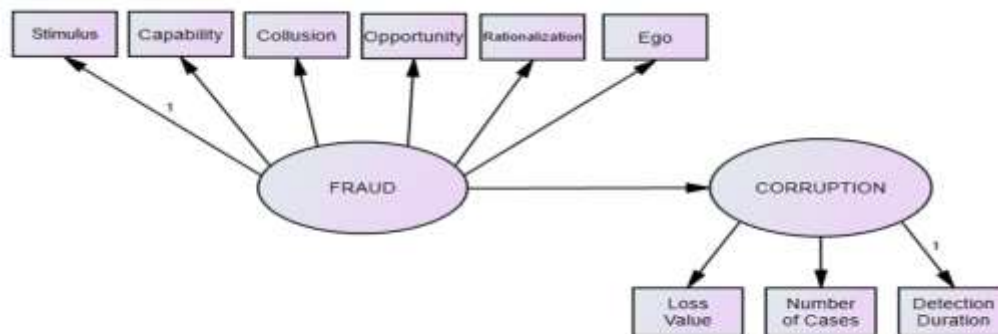 Stimulus
Capability
Collusion
Opportunity
Rationalization
Ego
1
FRAUD
CORRUPTION
1
Loss
Value
Number
of Cases
Detection
Duration